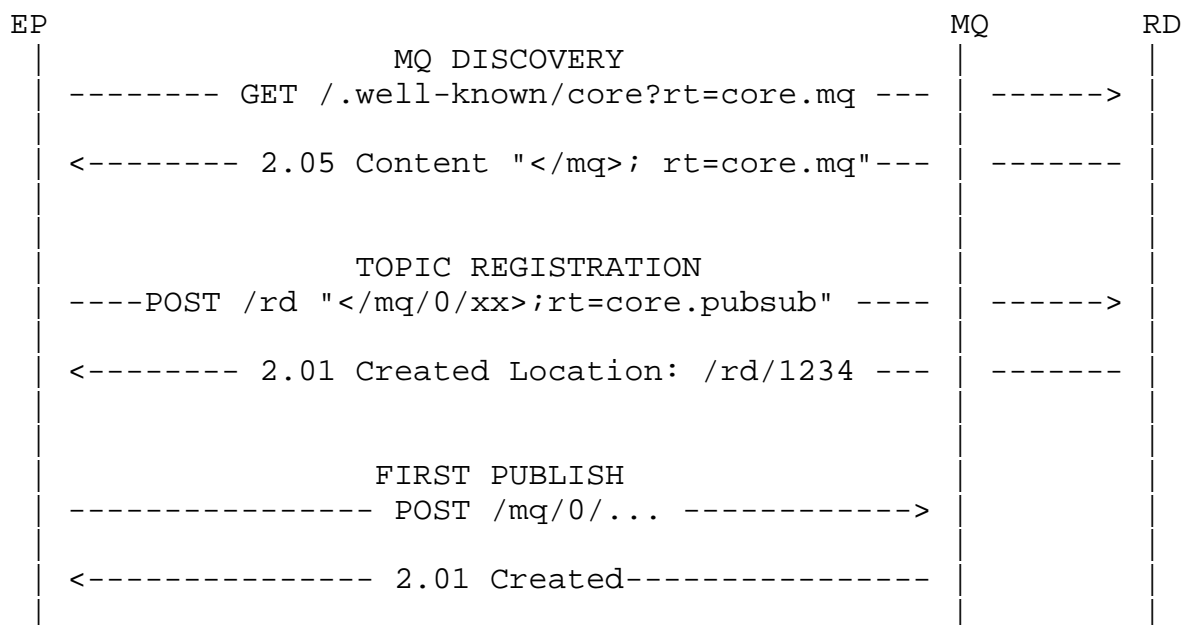 EP MQ RD
MQ DISCOVERY
-------- GET /.well-known/core?rt=core.mq --- | ------>
<-------- 2.05 Content "</mq>; rt=core.mq"--- | -------
TOPIC REGISTRATION
----POST /rd "</mq/0/xx>;rt=core.pubsub" ---- | ------>
<-------- 2.01 Created Location: /rd/1234 --- | -------
FIRST PUBLISH
---------------- POST /mq/0/... ------------>
<--------------- 2.01 Created----------------